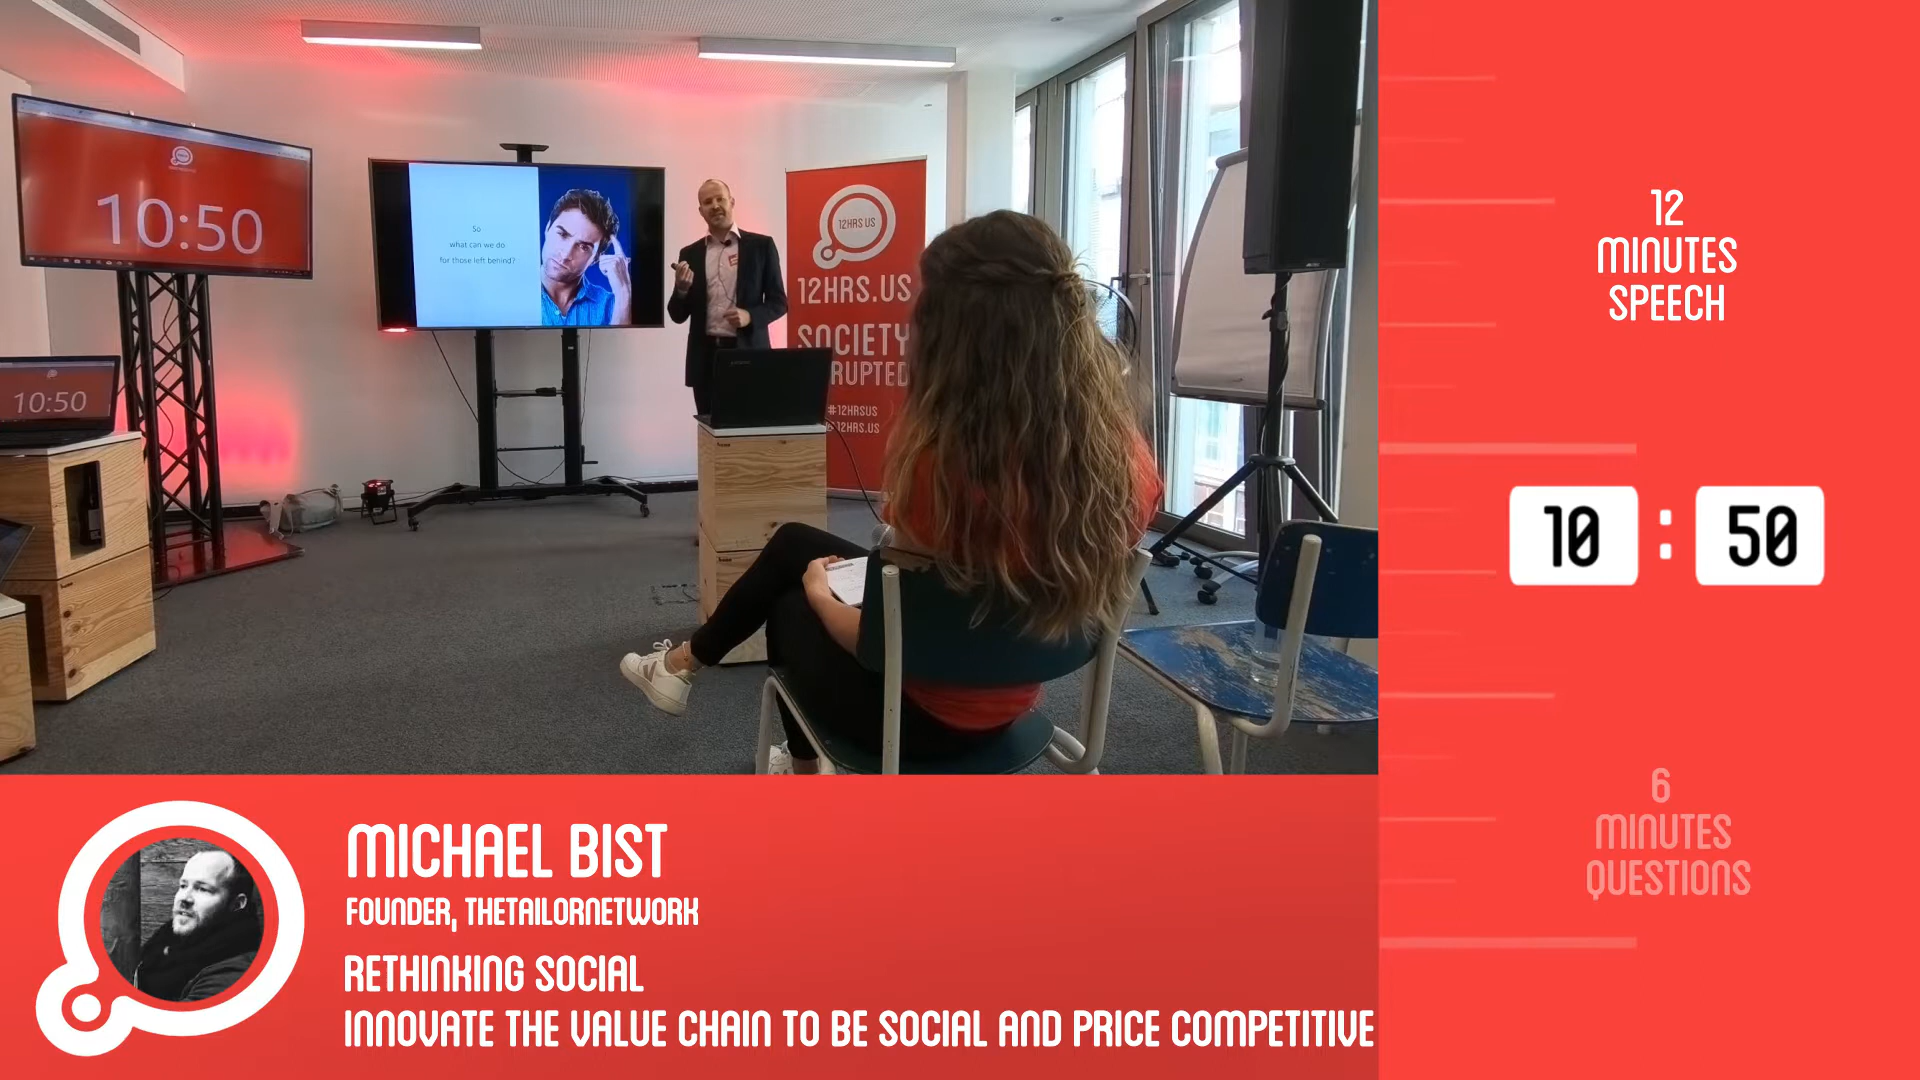 10:50
10:50
So
what can we do
for those left behind?
12HRS US
12HRS.US
SOCIETY
RUPTED
#12HRSUS
12HRS.US
12
MINUTES
SPEECH
10 : 50
6
MINUTES
QUESTIONS
MICHAEL BIST
FOUNDER, THETAILORNETWORK
RETHINKING SOCIAL
INNOVATE THE VALUE CHAIN TO BE SOCIAL AND PRICE COMPETITIVE